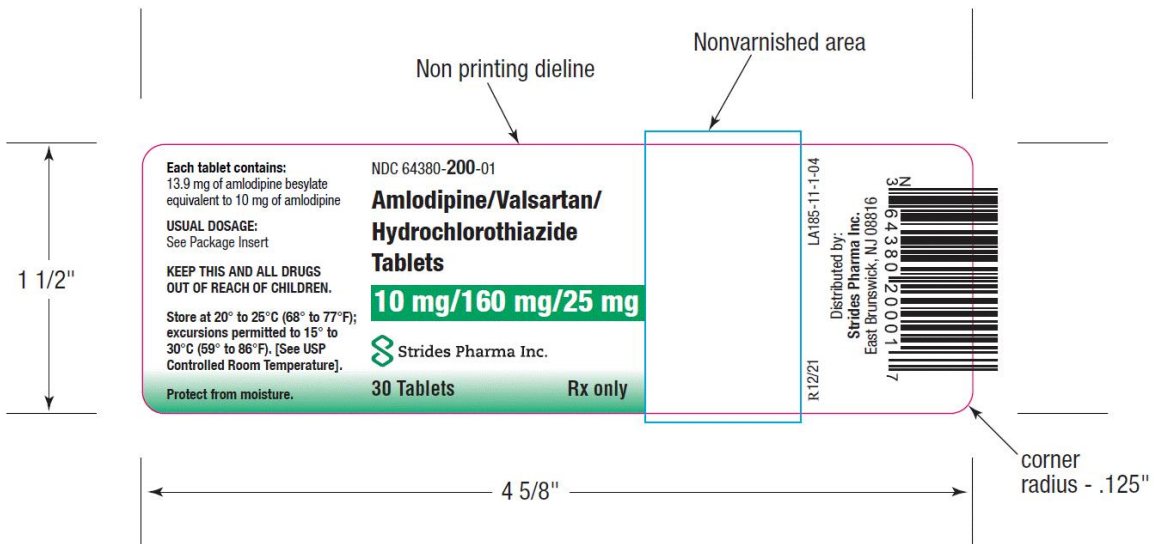 Nonvarnished area
Non printing dieline
Each tablet contains:
13.9 mg of amlodipine besylate
equivalent to 10 mg of amlodipine
USUAL DOSAGE:
See Package Insert
KEEP THIS AND ALL DRUGS
OUT OF REACH OF CHILDREN.
Store at 20° to 25°C (68° to 77°F);
excursions permitted to 15° to
30°C (59° to 86°F). [See USP
Controlled Room Temperature].
Protect from moisture.
NDC 64380-200-01
Amlodipine/Valsartan/
Hydrochlorothiazide
Tablets
10 mg/160 mg/25 mg
Strides Pharma Inc.
30 Tablets Rx only
R 12/21 LA185-11-1-04
Distributed by:
Strides Pharma Inc.
East Brunswick, NJ 08816
N
3 64380 20001 7
1 1/2"
4 5/8"
corner
radius - .125"